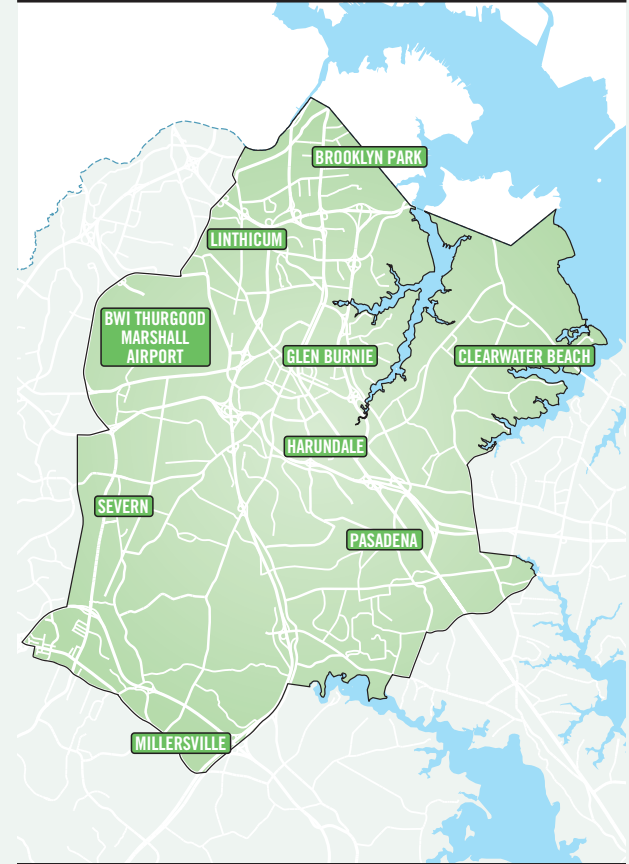 BROOKLYN PARK
LINTHICUM
BWI THURGOOD
MARSHALL
AIRPORT
GLEN BURNIE
CLEARWATER BEACH
HARUNDALE
SEVERN
PASADENA
MILLERSVILLE